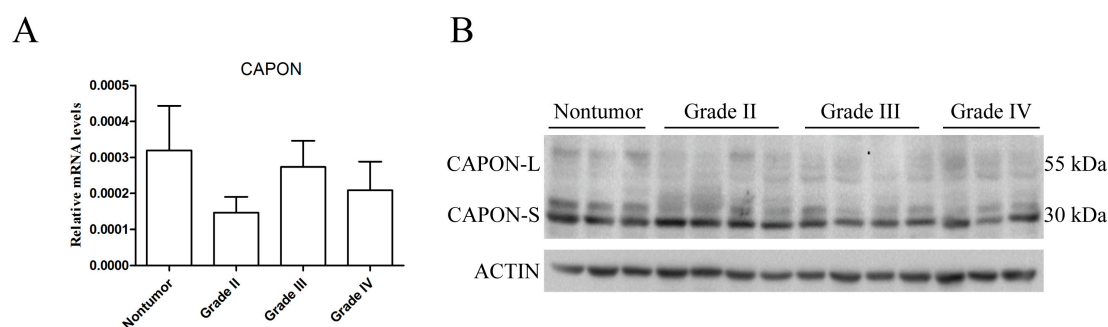 A
CAPON
Relative mRNA levels
0.0005
0.0004
0.0003
0.0002
0.0001
0.0000
Nontumor
Grade II
Grade III
Grade IV
B
Nontumor Grade II Grade III Grade IV
CAPON-L 55 kDa
CAPON-S 30 kDa
ACTIN